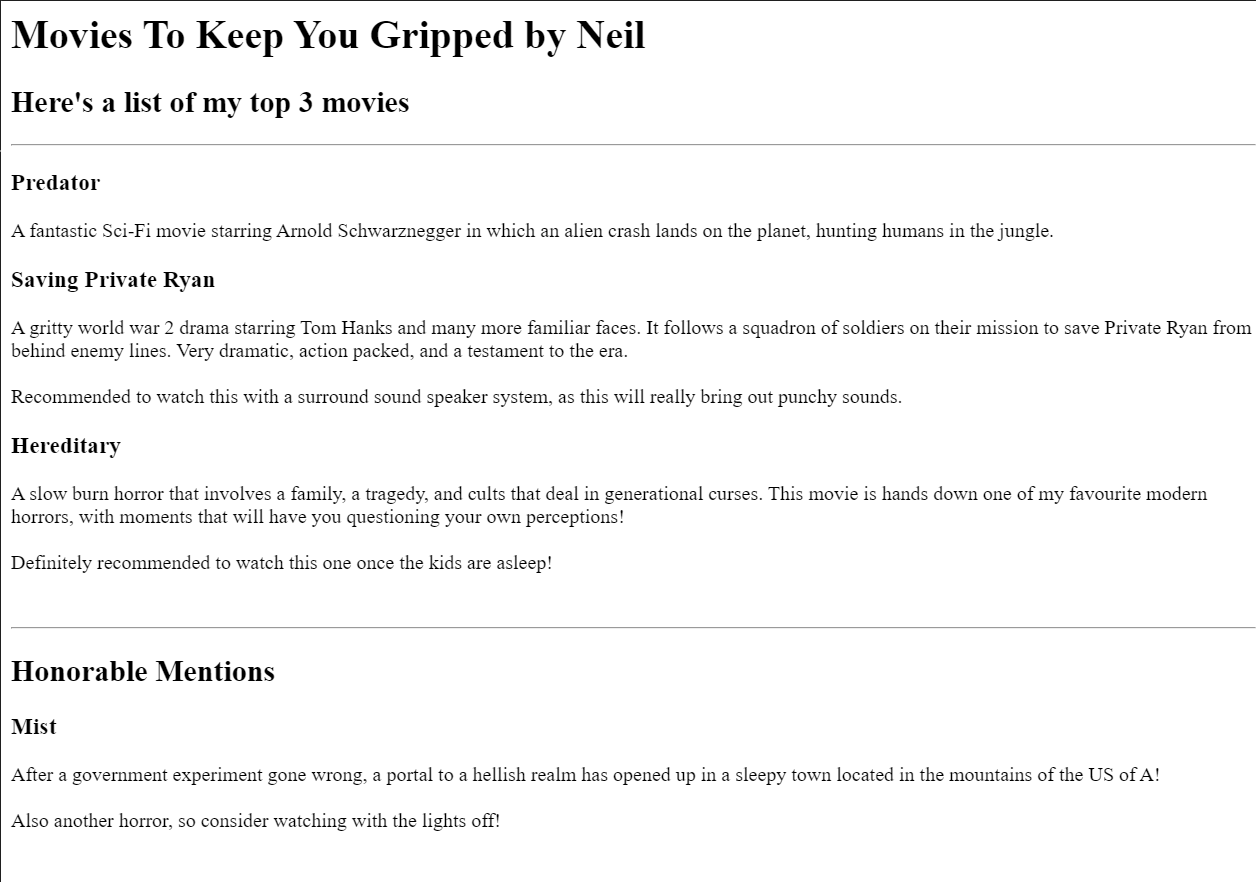 Movies To Keep You Gripped by Neil
Here's a list of my top 3 movies
Predator
A fantastic Sci-Fi movie starring Arnold Schwarznegger in which an alien crash lands on the planet, hunting humans in the jungle.
Saving Private Ryan
A gritty world war 2 drama starring Tom Hanks and many more familiar faces. It follows a squadron of soldiers on their mission to save Private Ryan from
behind enemy lines. Very dramatic, action packed, and a testament to the era.
Recommended to watch this with a surround sound speaker system, as this will really bring out punchy sounds.
Hereditary
A slow burn horror that involves a family, a tragedy, and cults that deal in generational curses. This movie is hands down one of my favourite modern
horrors, with moments that will have you questioning your own perceptions!
Definitely recommended to watch this one once the kids are asleep!
Honorable Mentions
Mist
After a government experiment gone wrong, a portal to a hellish realm has opened up in a sleepy town located in the mountains of the US of A!
Also another horror, so consider watching with the lights off!